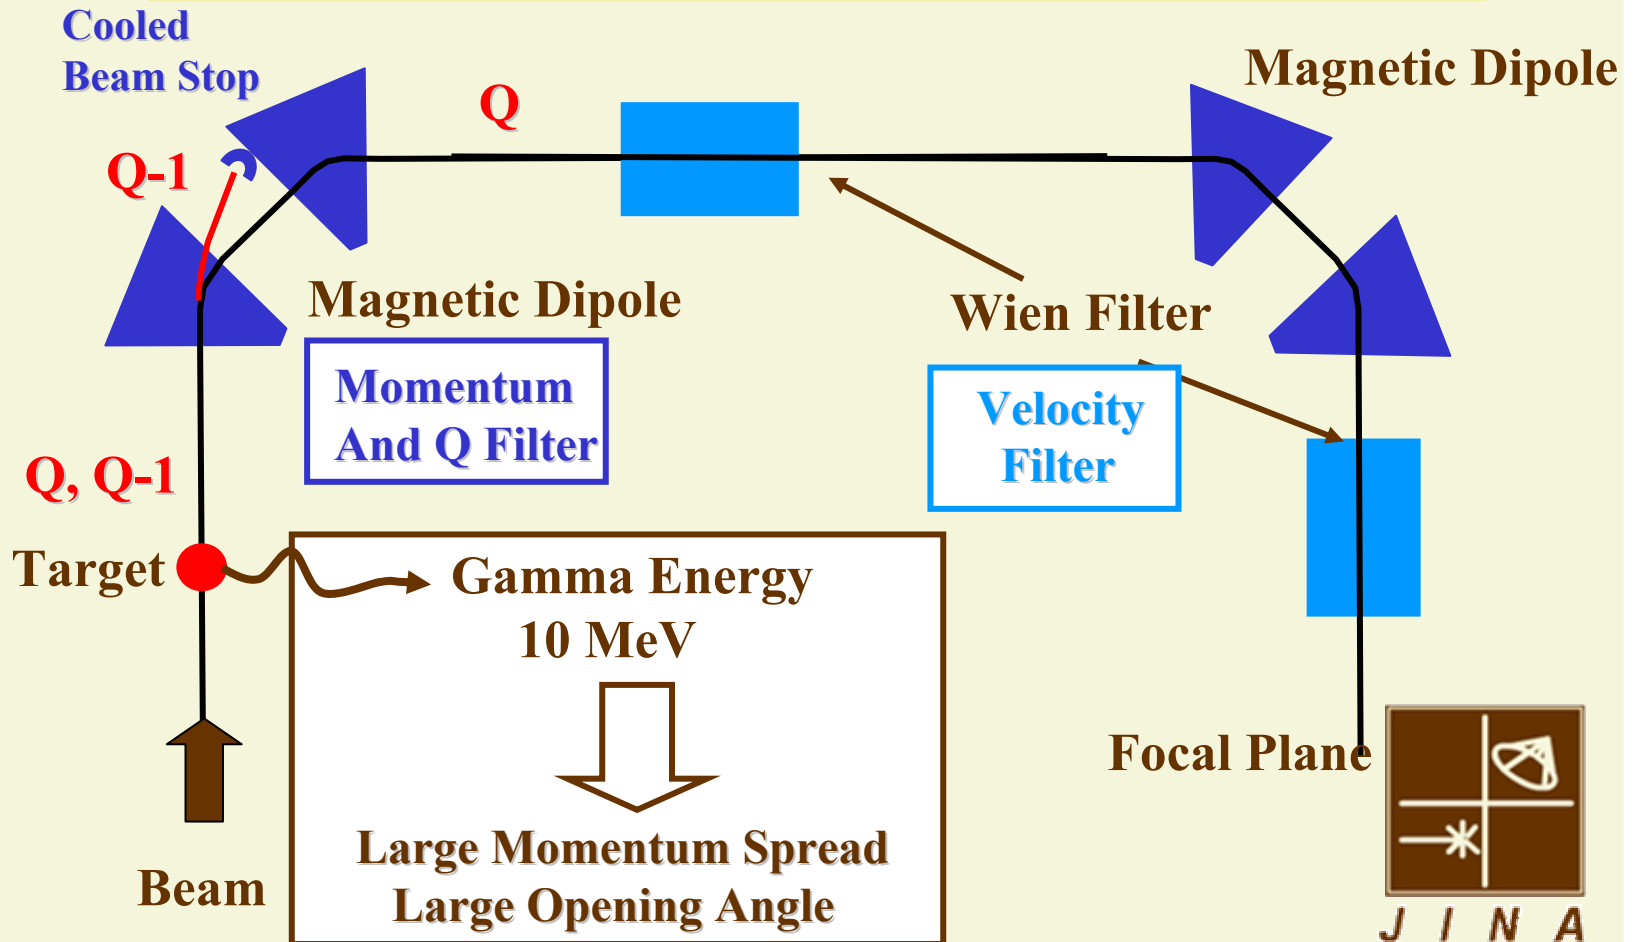 Cooled
Beam Stop
Magnetic Dipole
Q
Q-1
Magnetic Dipole
Wien Filter
Momentum
And Q Filter
Velocity
Filter
Q, Q-1
Target
Gamma Energy
10 MeV
Focal Plane
Large Momentum Spread
Large Opening Angle
Beam
J I N A